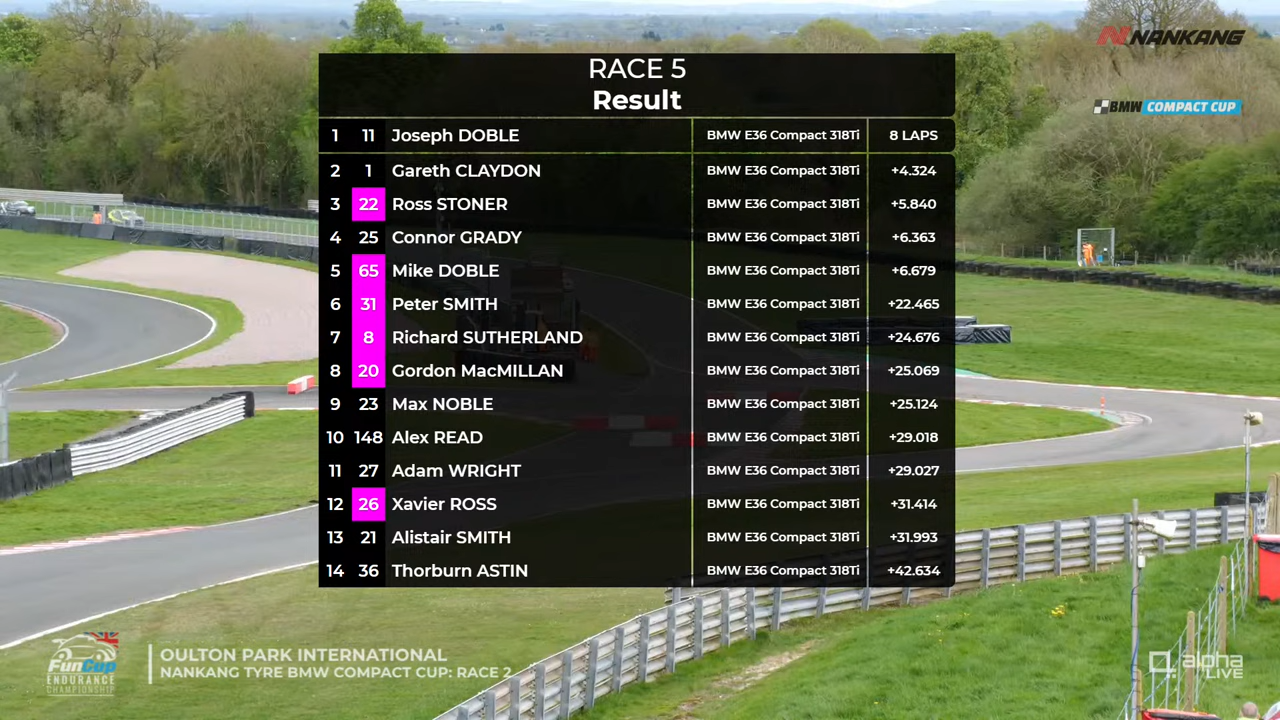 NANKANG
BMW COMPACT CUP
RACE 5
Result
1 11 Joseph DOBLE BMW E36 Compact 318Ti 8 LAPS
2 1 Gareth CLAYDON BMW E36 Compact 318Ti +4.324
3 22 Ross STONER BMW E36 Compact 318Ti +5.840
4 25 Connor GRADY BMW E36 Compact 318Ti +6.363
5 65 Mike DOBLE BMW E36 Compact 318Ti +6.679
6 31 Peter SMITH BMW E36 Compact 318Ti +22.465
7 8 Richard SUTHERLAND BMW E36 Compact 318Ti +24.676
8 20 Gordon MacMILLAN BMW E36 Compact 318Ti +25.069
9 23 Max NOBLE BMW E36 Compact 318Ti +25.124
10 148 Alex READ BMW E36 Compact 318Ti +29.018
11 27 Adam WRIGHT BMW E36 Compact 318Ti +29.027
12 26 Xavier ROSS BMW E36 Compact 318Ti +31.414
13 21 Alistair SMITH BMW E36 Compact 318Ti +31.993
14 36 Thorburn ASTIN BMW E36 Compact 318Ti +42.634
FunCup
ENDURANCE
CHAMPIONSHIP
OULTON PARK INTERNATIONAL
NANKANG TYRE BMW COMPACT CUP: RACE 2
alpha
LIVE